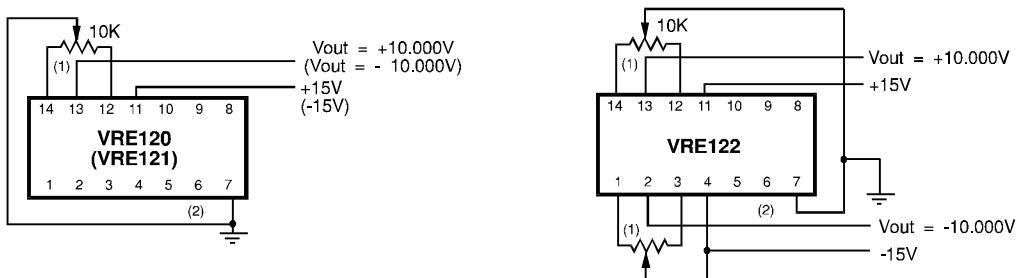 10K
(1)
Vout = +10.000V
(Vout = - 10.000V)
+15V
(-15V)
14 13 12 11 10 9 8
VRE120
(VRE121)
1 2 3 4 5 6 7
(2)
10K
(1)
Vout = +10.000V
+15V
14 13 12 11 10 9 8
VRE122
1 2 3 4 5 6 7
(2)
(1)
Vout = -10.000V
-15V